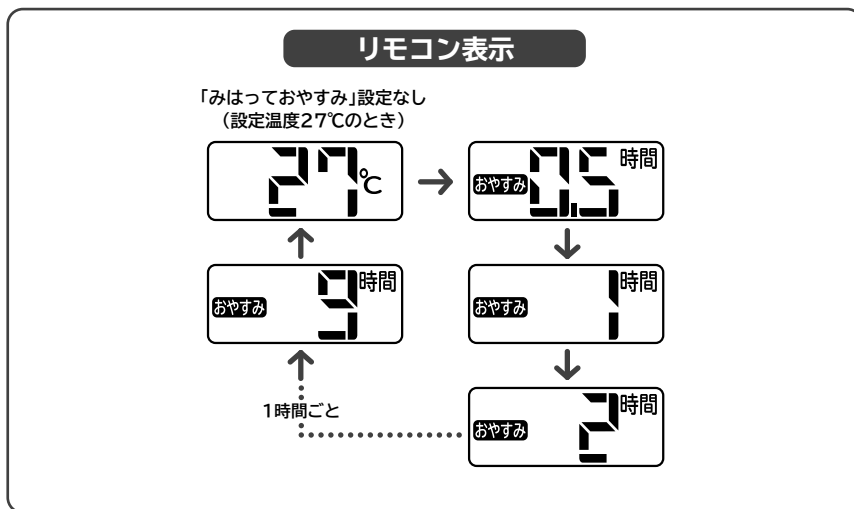 リモコン表示
「みはっておやすみ」設定なし
（設定温度27℃のとき）
27℃
おやすみ 0.5 時間
おやすみ 9 時間
おやすみ 1 時間
1時間ごと
おやすみ 2 時間